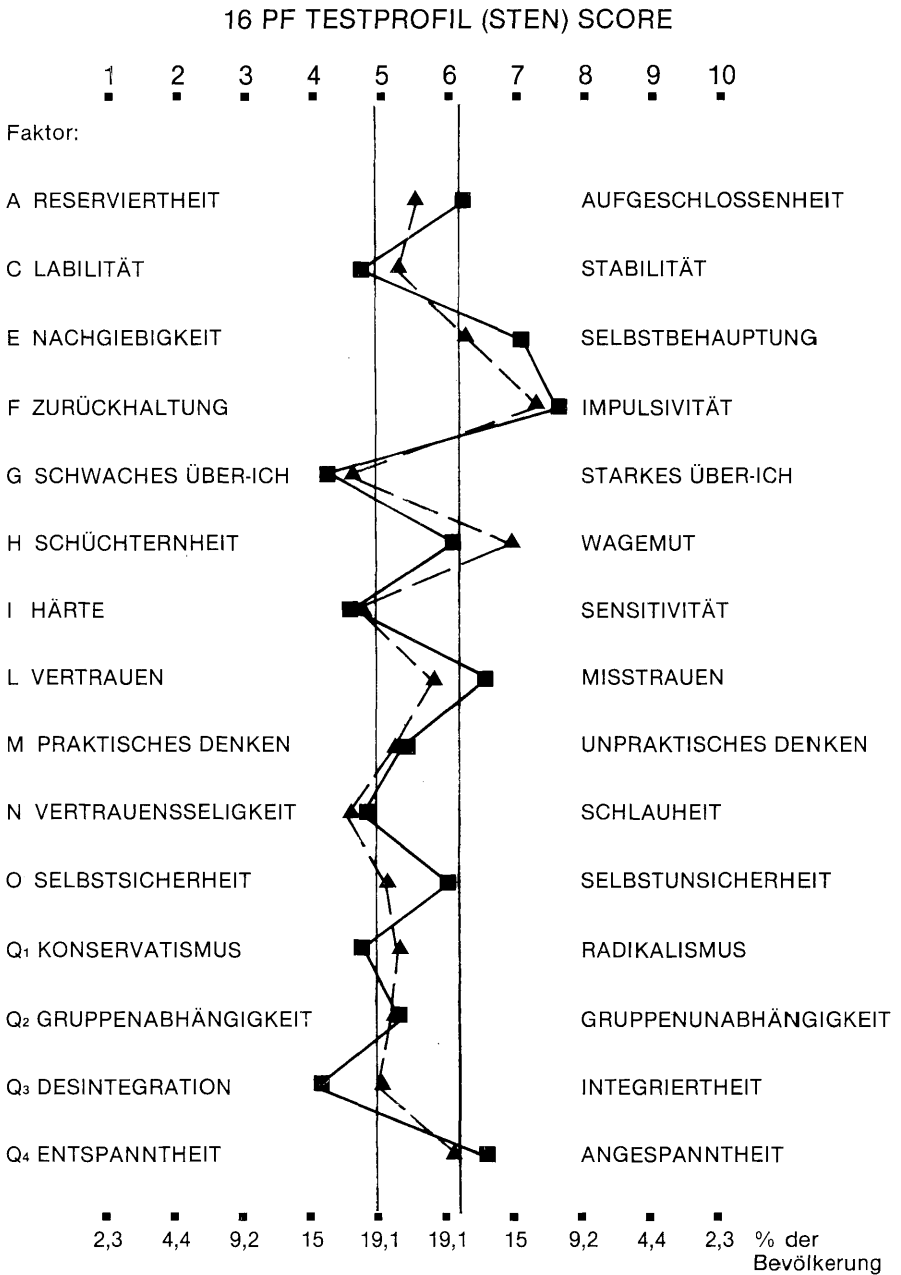 16 PF TESTPROFIL (STEN) SCORE
1 2 3 4 5 6 7 8 9 10
Faktor:
A RESERVIERTHEIT AUFGESCHLOSSENHEIT
C LABILITÄT STABILITÄT
E NACHGIEBIGKEIT SELBSTBEHAUPTUNG
F ZURÜCKHALTUNG IMPULSIVITÄT
G SCHWACHES ÜBER-ICH STARKES ÜBER-ICH
H SCHÜCHTERNHEIT WAGEMUT
I HÄRTE SENSITIVITÄT
L VERTRAUEN MISSTRAUEN
M PRAKTISCHES DENKEN UNPRAKTISCHES DENKEN
N VERTRAUENSSELIGKEIT SCHLAUHEIT
O SELBSTSICHERHEIT SELBSTUNSICHERHEIT
Q1 KONSERVATISMUS RADIKALISMUS
Q2 GRUPPENABHÄNGIGKEIT GRUPPENUNABHÄNGIGKEIT
Q3 DESINTEGRATION INTEGRIERTHEIT
Q4 ENTSPANNTHEIT ANGESPANNTHEIT
2,3 4,4 9,2 15 19,1 19,1 15 9,2 4,4 2,3 % der
Bevölkerung